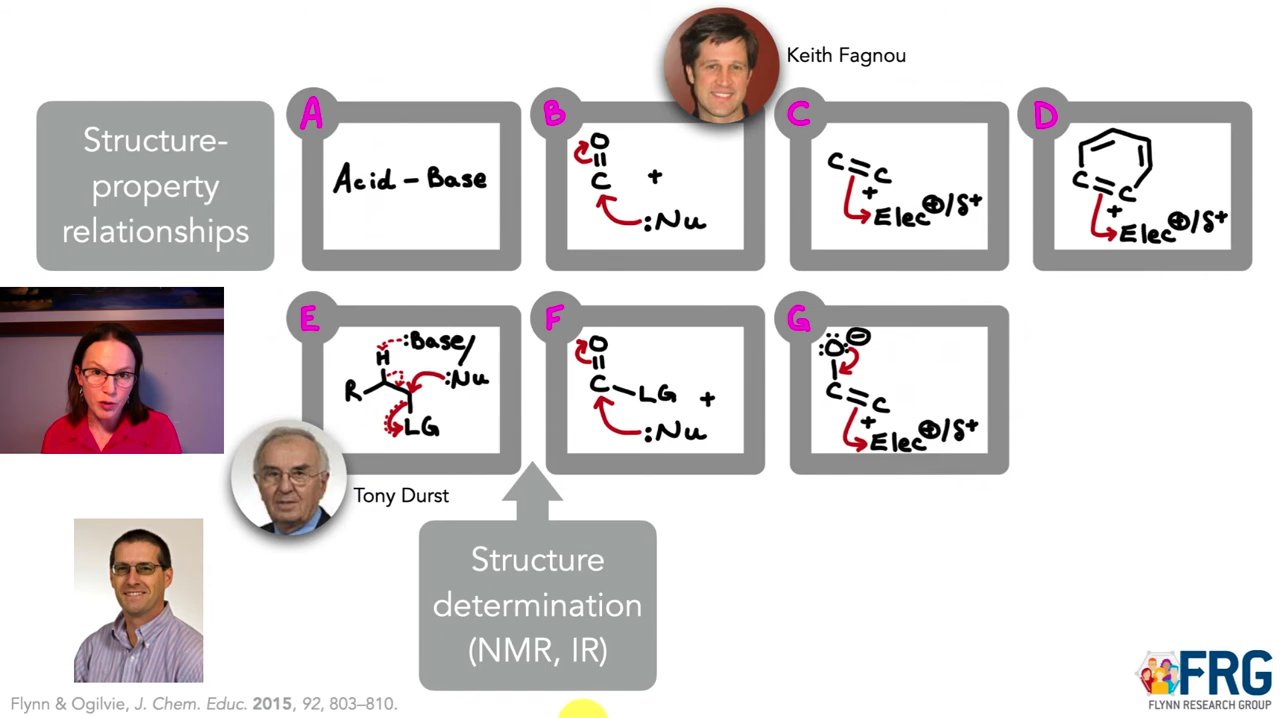 Keith Fagnou
Structure-
property
relationships
A
Acid-Base
B
O
C +
:Nu
C
C=C
+
Elec⊕/δ+
D
C=C
+
Elec⊕/δ+
E
:Base/
H
:Nu
R
LG
F
O
C-LG +
:Nu
G
:Ö: ⊖
C=C
+
Elec⊕/δ+
Tony Durst
Structure
determination
(NMR, IR)
Flynn & Ogilvie, J. Chem. Educ. 2015, 92, 803–810.
FRG
FLYNN RESEARCH GROUP